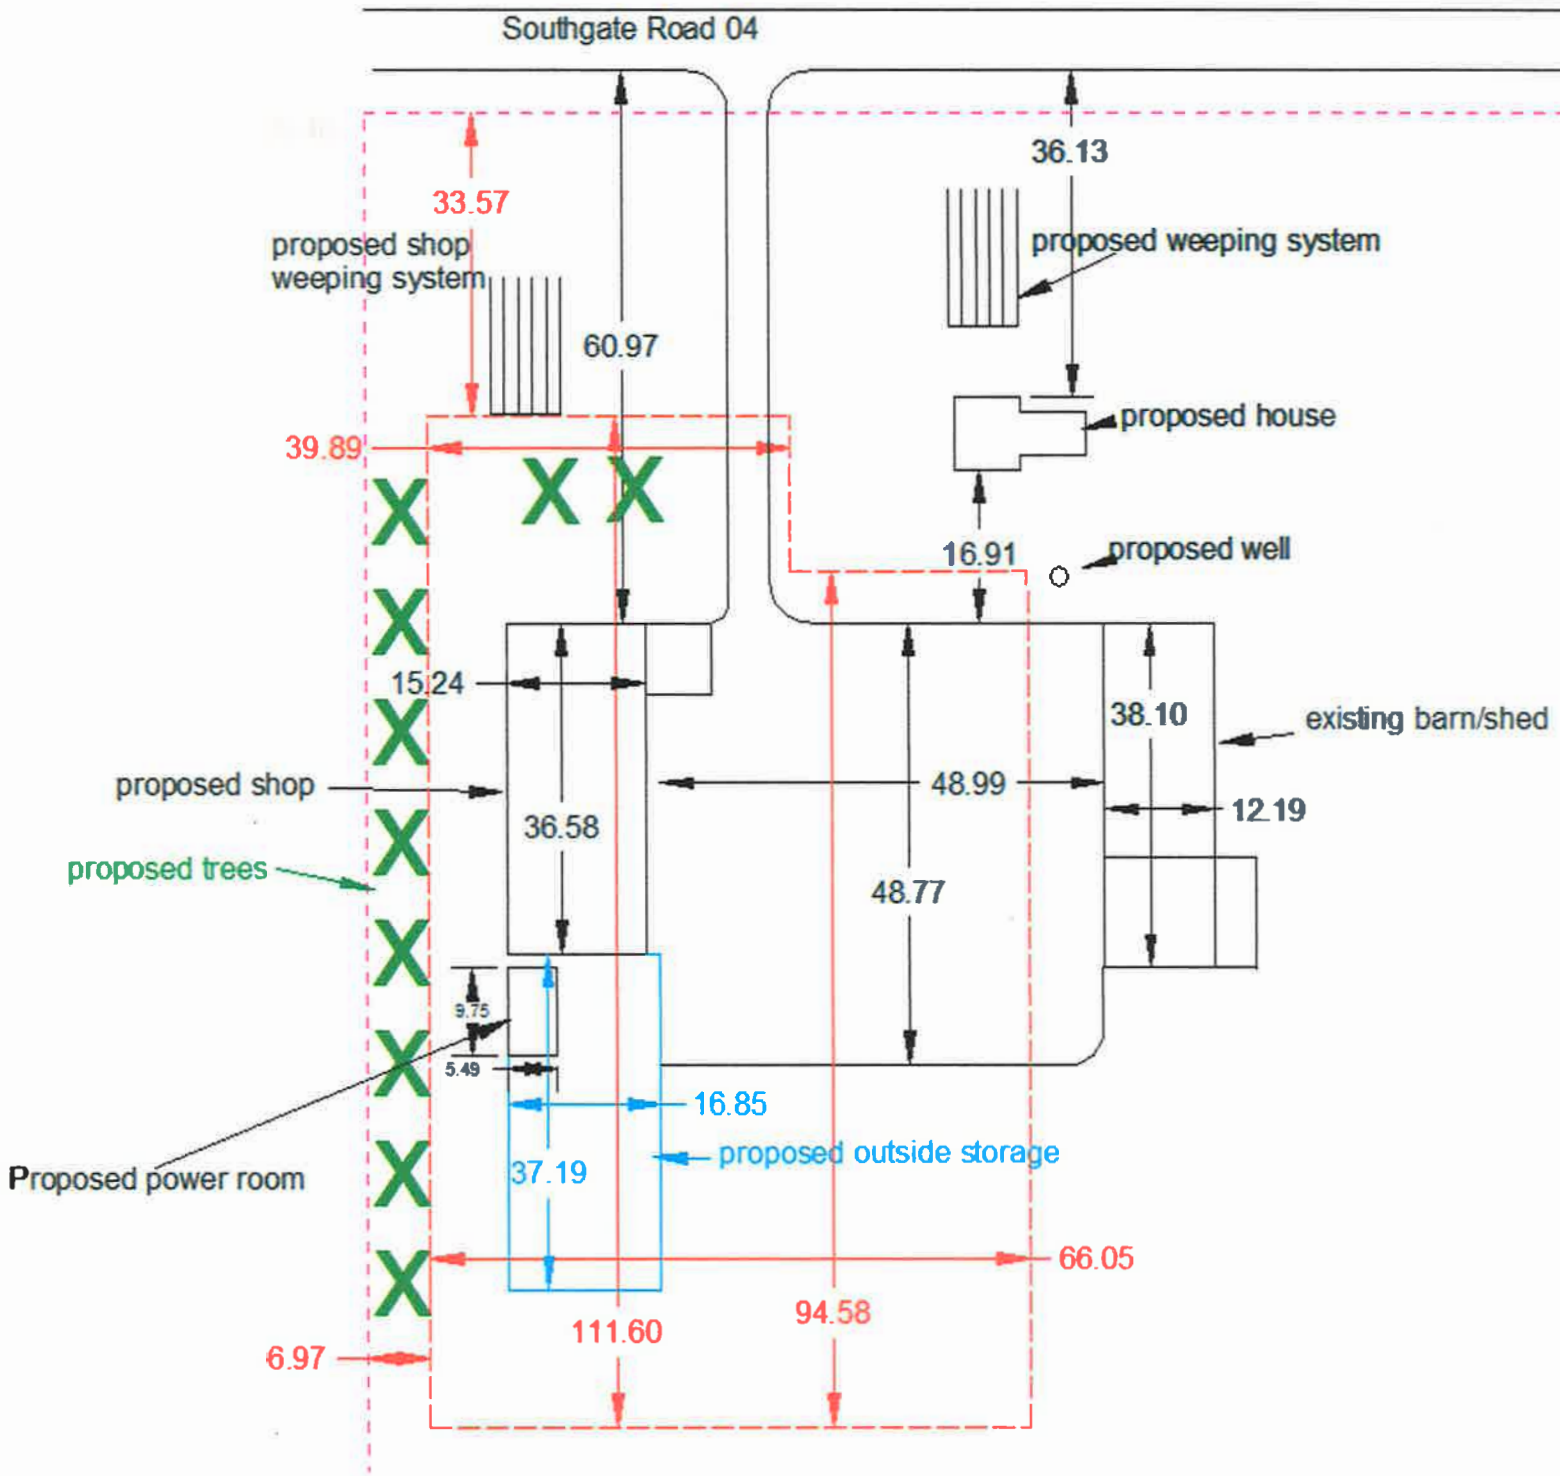 Southgate Road 04
36.13
33.57
proposed shop
weeping system
proposed weeping system
60.97
proposed house
39.89
X X
X
16.91
proposed well
X
15.24
38.10
X
existing barn/shed
proposed shop
48.99
12.19
36.58
X
proposed trees
48.77
X
9.75
X
5.49
16.85
proposed outside storage
37.19
X
Proposed power room
66.05
X
94.58
111.60
6.97